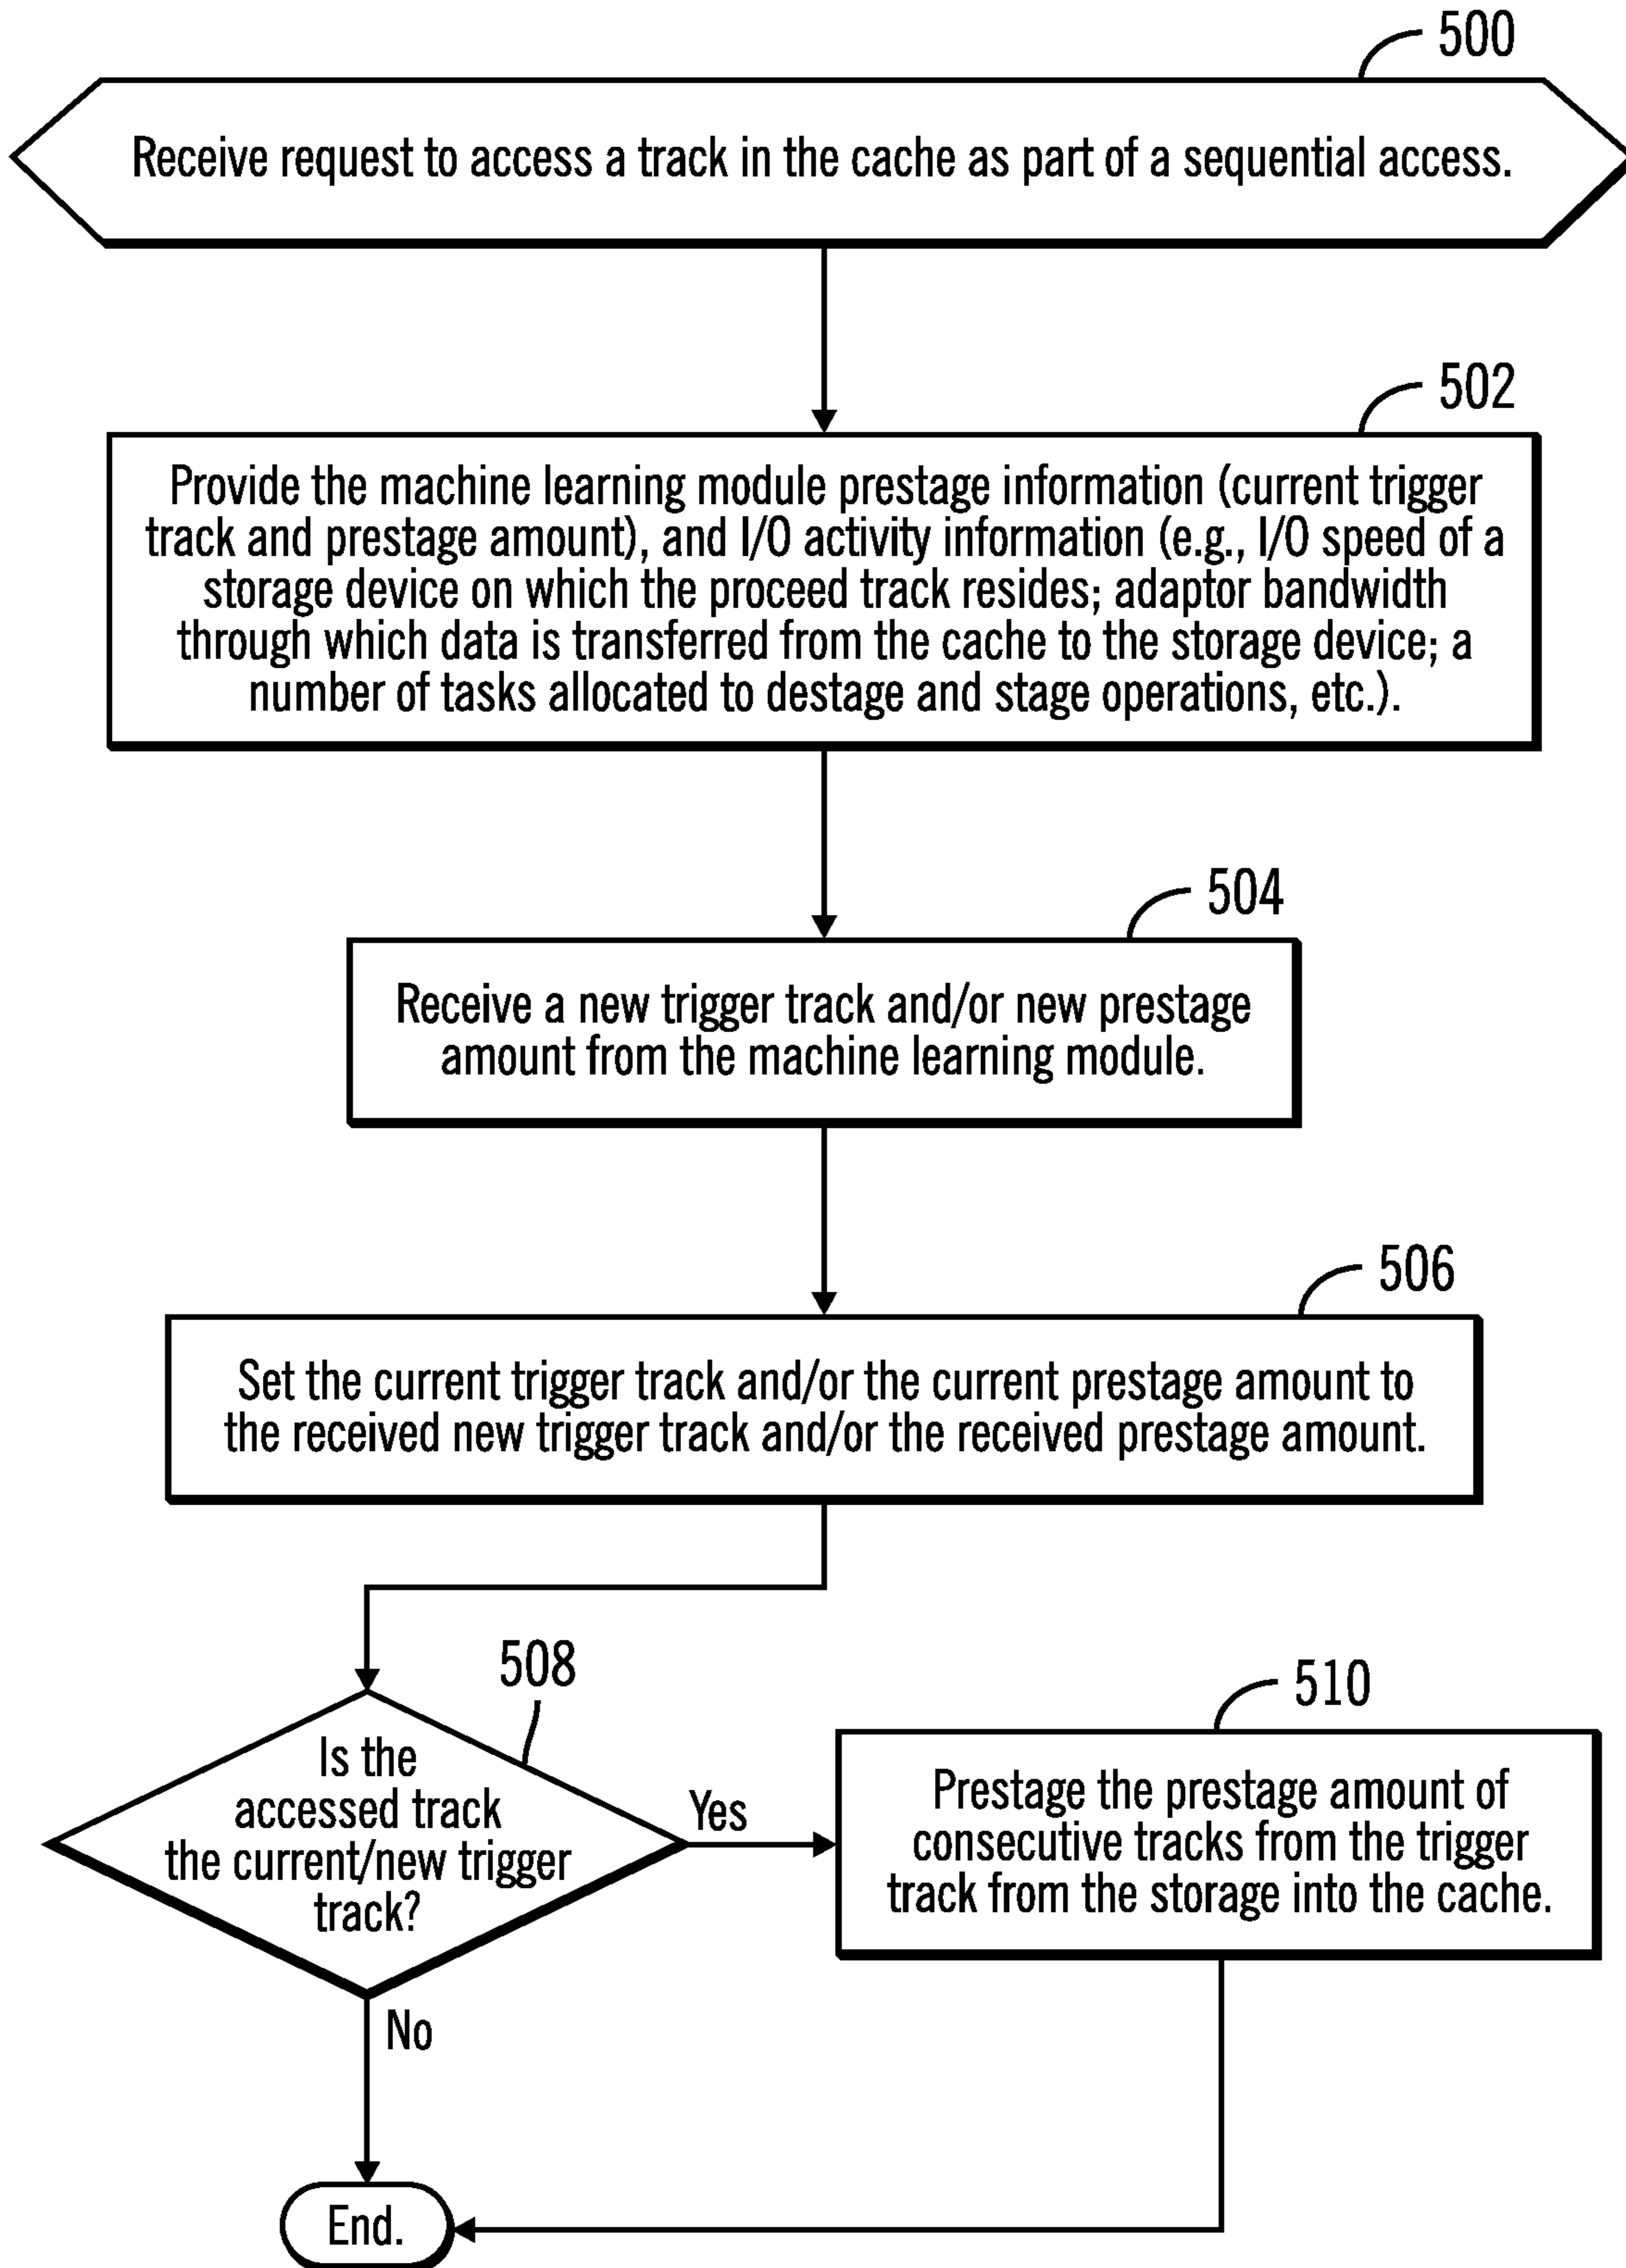 500
Receive request to access a track in the cache as part of a sequential access.
502
Provide the machine learning module prestage information (current trigger
track and prestage amount), and I/O activity information (e.g., I/O speed of a
storage device on which the proceed track resides; adaptor bandwidth
through which data is transferred from the cache to the storage device; a
number of tasks allocated to destage and stage operations, etc.).
504
Receive a new trigger track and/or new prestage
amount from the machine learning module.
506
Set the current trigger track and/or the current prestage amount to
the received new trigger track and/or the received prestage amount.
508
Is the
accessed track
the current/new trigger
track?
Yes
510
Prestage the prestage amount of
consecutive tracks from the trigger
track from the storage into the cache.
No
End.